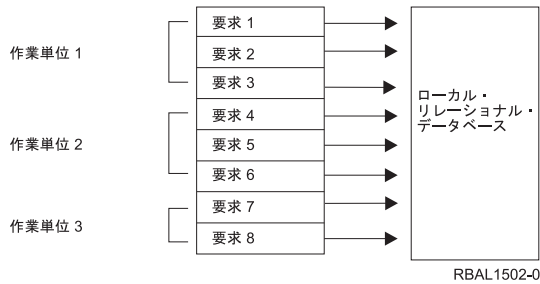 作業単位 1
要求 1
要求 2
要求 3
作業単位 2
要求 4
要求 5
要求 6
作業単位 3
要求 7
要求 8
ローカル・
リレーショナル・
データベース
RBAL1502-0